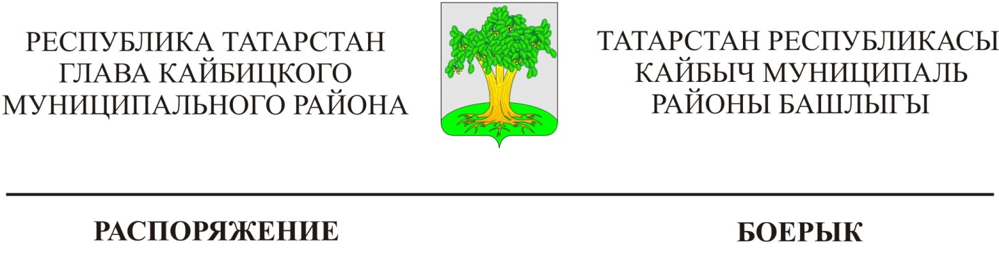 РЕСПУБЛИКА ТАТАРСТАН
ГЛАВА КАЙБИЦКОГО
МУНИЦИПАЛЬНОГО РАЙОНА
ТАТАРСТАН РЕСПУБЛИКАСЫ
КАЙБЫЧ МУНИЦИПАЛЬ
РАЙОНЫ БАШЛЫГЫ
РАСПОРЯЖЕНИЕ
БОЕРЫК